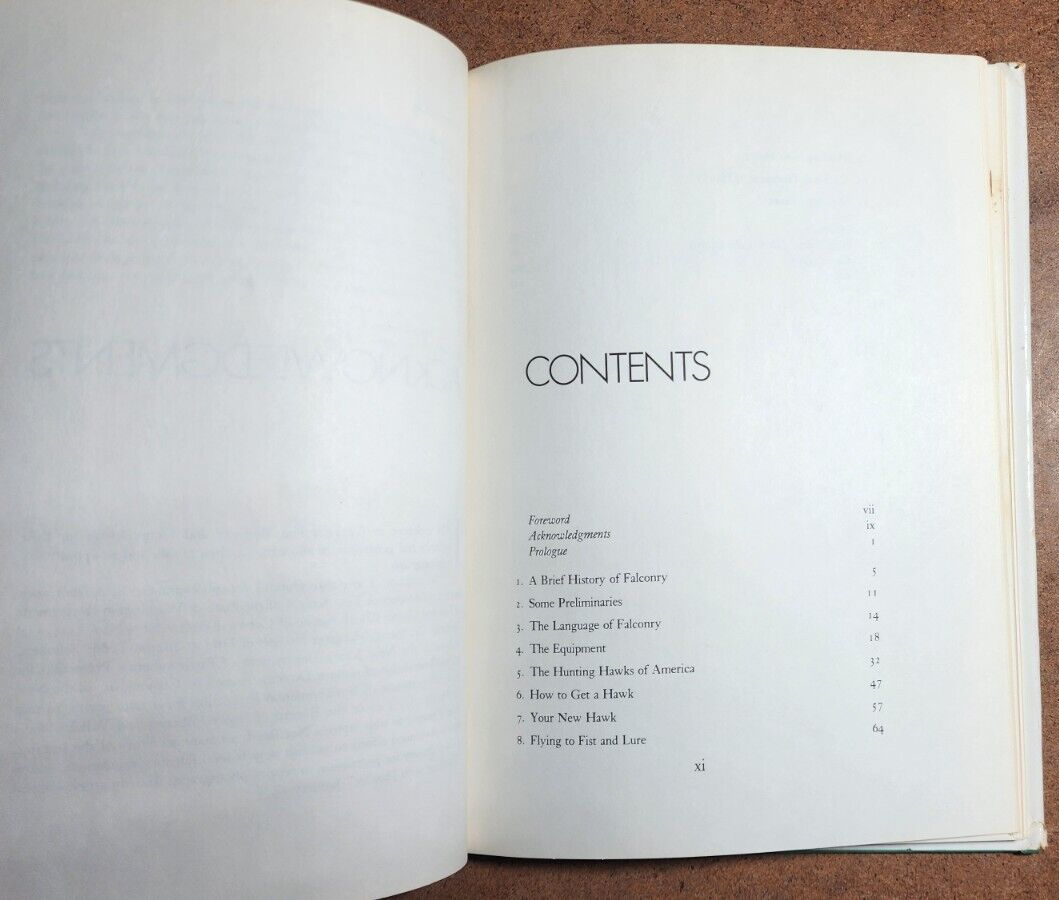 CONTENTS
Foreword vii
Acknowledgments ix
Prologue 1
1. A Brief History of Falconry 5
2. Some Preliminaries 11
3. The Language of Falconry 14
4. The Equipment 18
5. The Hunting Hawks of America 32
6. How to Get a Hawk 47
7. Your New Hawk 57
8. Flying to Fist and Lure 64
xi